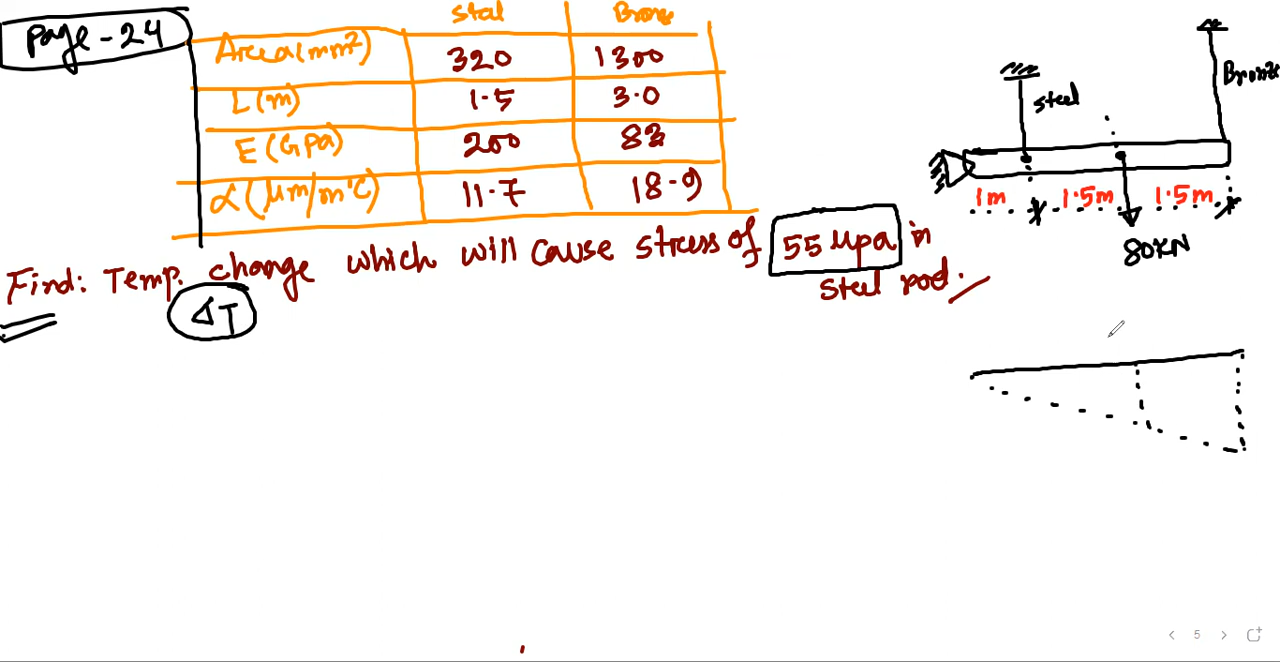 Page-24
Steel Bronze
Area(mm²) 320 1300
L(m) 1.5 3.0
E(GPa) 200 83
α(μm/m°C) 11.7 18.9
steel
Bronze
1m 1.5m 1.5m
80KN
Find: Temp. change which will cause stress of 55 Mpa in
steel rod.
ΔT
5